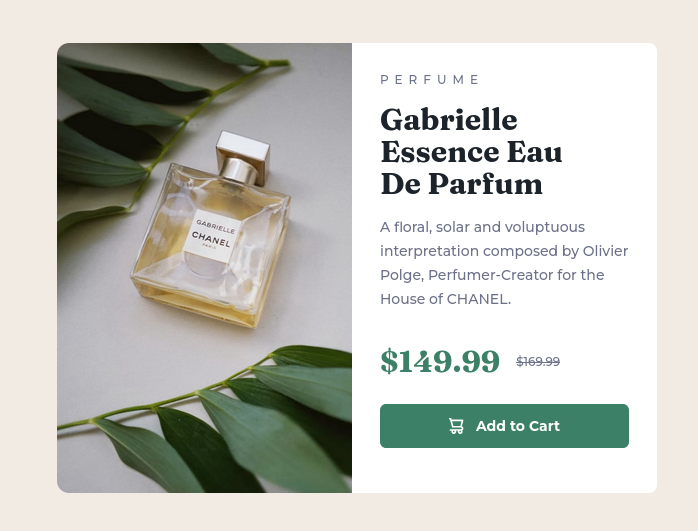 GABRIELLE
CHANEL
PARIS
PERFUME
Gabrielle
Essence Eau
De Parfum
A floral, solar and voluptuous
interpretation composed by Olivier
Polge, Perfumer-Creator for the
House of CHANEL.
$149.99 $169.99
Add to Cart